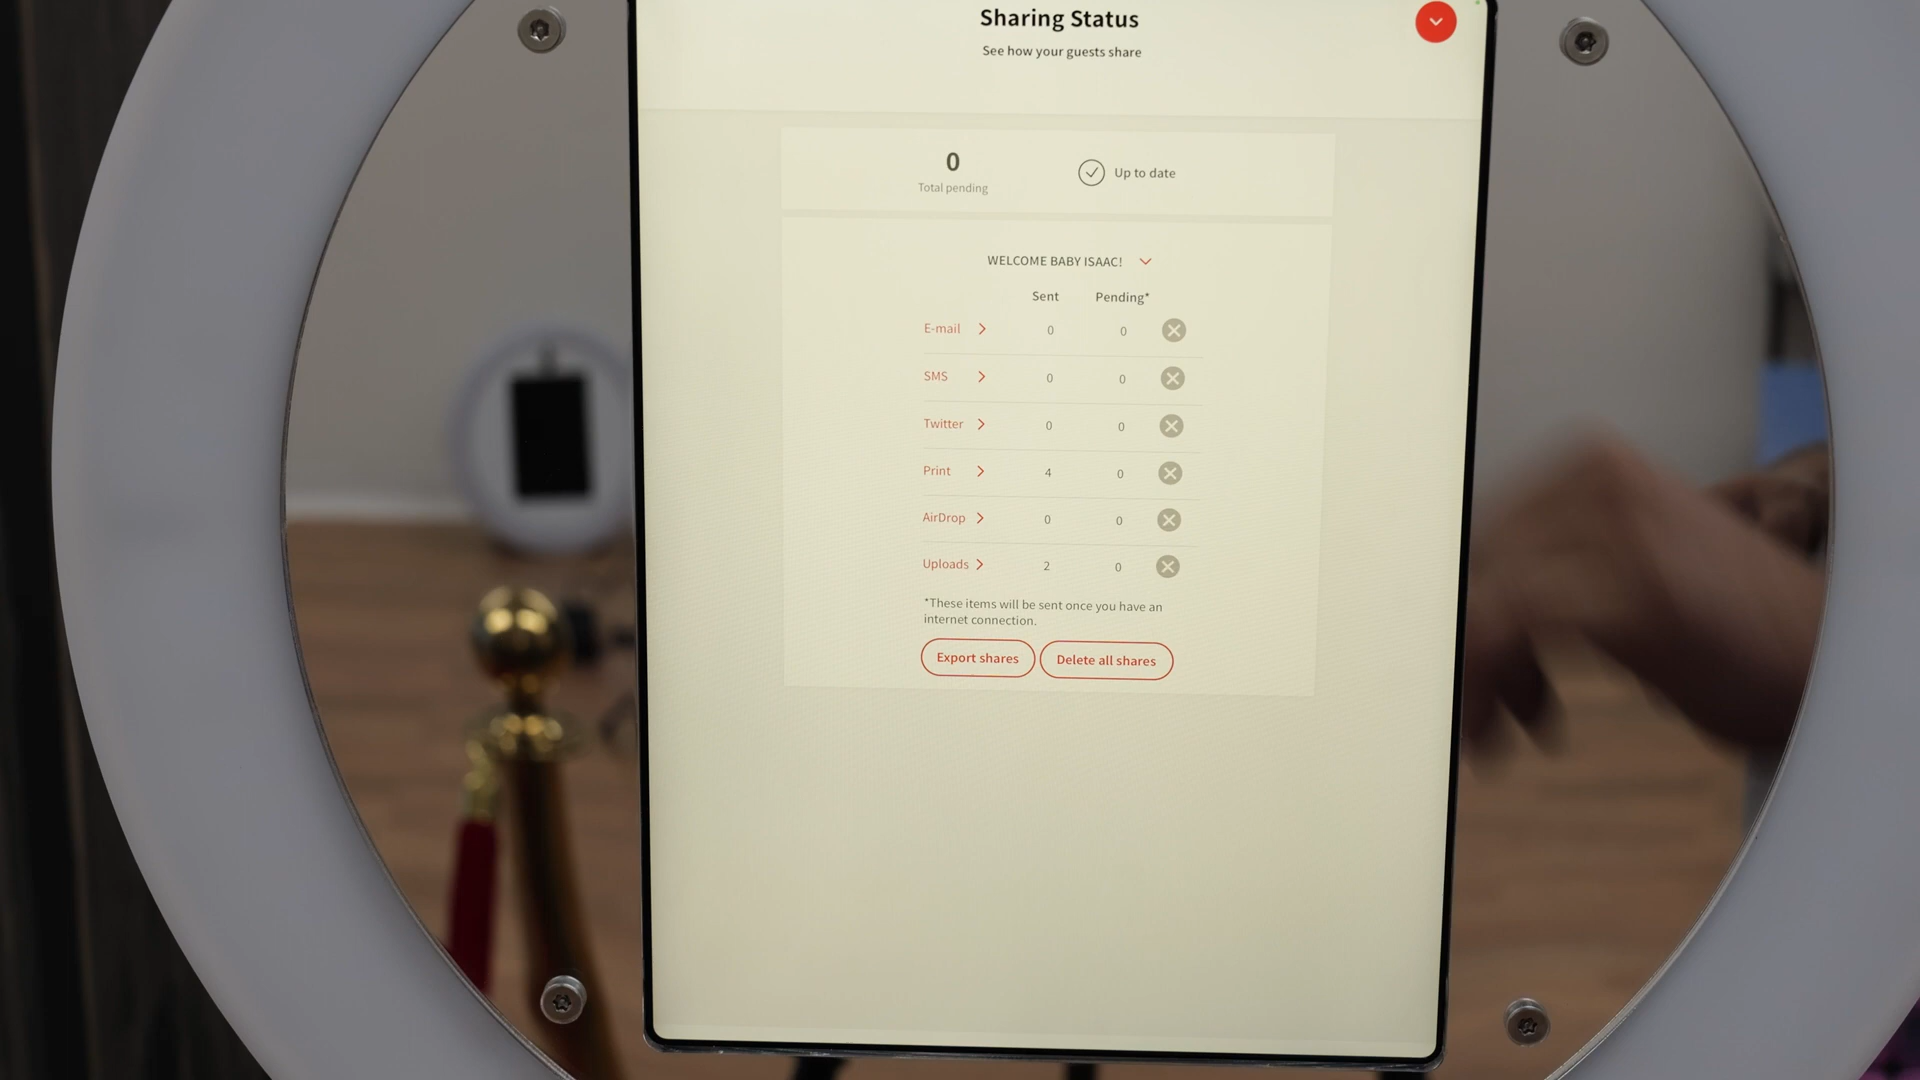 Sharing Status
See how your guests share
0
Total pending
Up to date
WELCOME BABY ISAAC!
Sent Pending*
E-mail 0 0
SMS 0 0
Twitter 0 0
Print 4 0
AirDrop 0 0
Uploads 2 0
*These items will be sent once you have an
internet connection.
Export shares Delete all shares